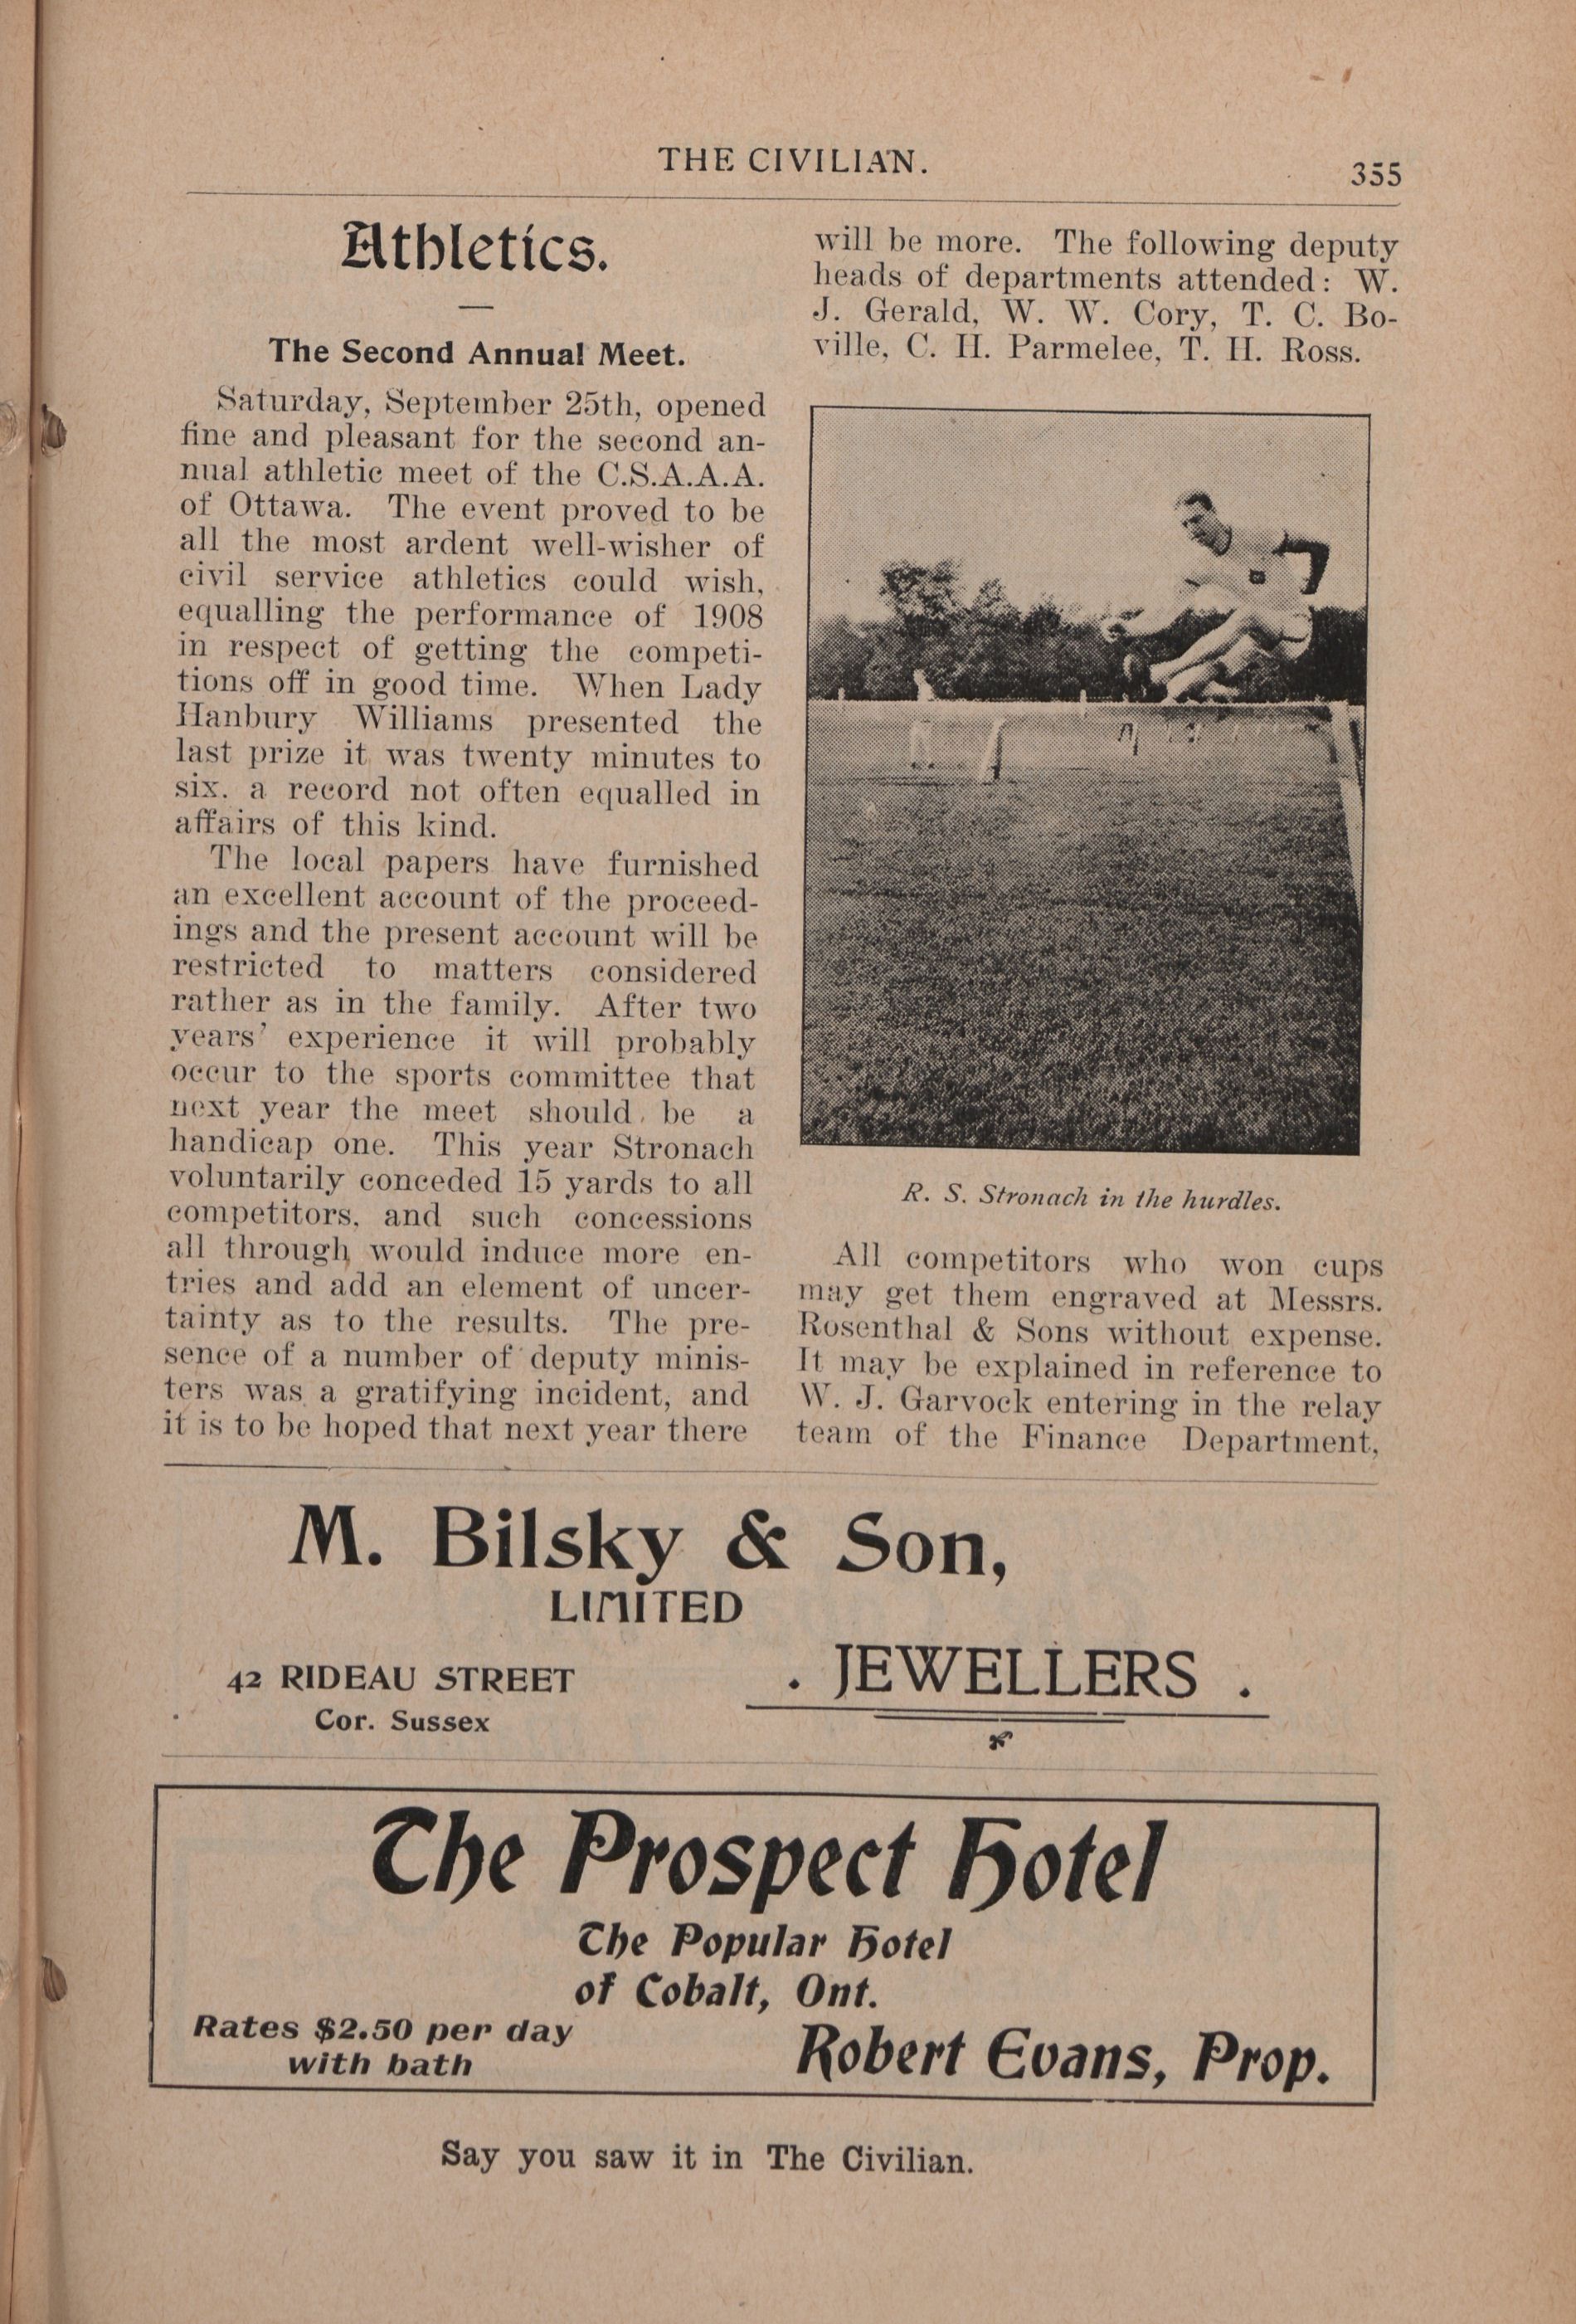 THE CIVILIAN.
355
Athletics.
The Second Annual Meet.
Saturday, September 25th, opened
fine and pleasant for the second an-
nual athletic meet of the C.S.A.A.A.
of Ottawa. The event proved to be
all the most ardent well-wisher of
civil service athletics could wish,
equalling the performance of 1908
in respect of getting the competi-
tions off in good time. When Lady
Hanbury Williams presented the
last prize it was twenty minutes to
six. a record not often equalled in
affairs of this kind.
The local papers have furnished
an excellent account of the proceed-
ings and the present account will be
restricted to matters considered
rather as in the family. After two
years' experience it will probably
occur to the sports committee that
next year the meet should be a
handicap one. This year Stronach
voluntarily conceded 15 yards to all
competitors, and such concessions
all through would induce more en-
tries and add an element of uncer-
tainty as to the results. The pre-
sence of a number of deputy minis-
ters was a gratifying incident, and
it is to be hoped that next year there
will be more. The following deputy
heads of departments attended: W.
J. Gerald, W. W. Cory, T. C. Bo-
ville, C. H. Parmelee, T. H. Ross.
R. S. Stronach in the hurdles.
All competitors who won cups
may get them engraved at Messrs.
Rosenthal & Sons without expense.
It may be explained in reference to
W. J. Garvock entering in the relay
team of the Finance Department,
M. Bilsky & Son,
LIMITED
42 RIDEAU STREET
Cor. Sussex
. JEWELLERS .
The Prospect Hotel
The Popular Hotel
of Cobalt, Ont.
Rates $2.50 per day
with bath
Robert Evans, Prop.
Say you saw it in The Civilian.